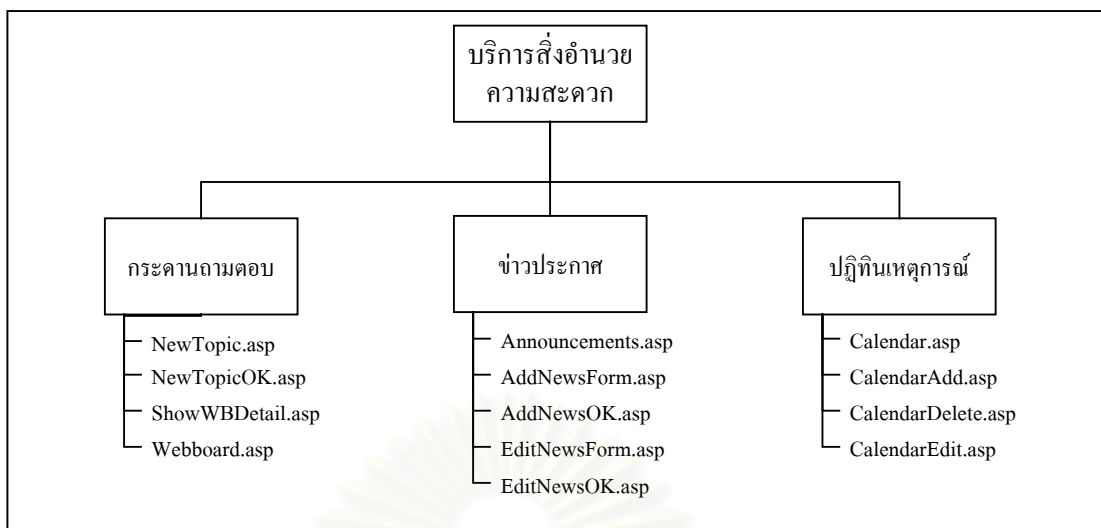 บริการสิ่งอำนวย
ความสะดวก
กระดานถามตอบ
NewTopic.asp
NewTopicOK.asp
ShowWBDetail.asp
Webboard.asp
ข่าวประกาศ
Announcements.asp
AddNewsForm.asp
AddNewsOK.asp
EditNewsForm.asp
EditNewsOK.asp
ปฏิทินเหตุการณ์
Calendar.asp
CalendarAdd.asp
CalendarDelete.asp
CalendarEdit.asp